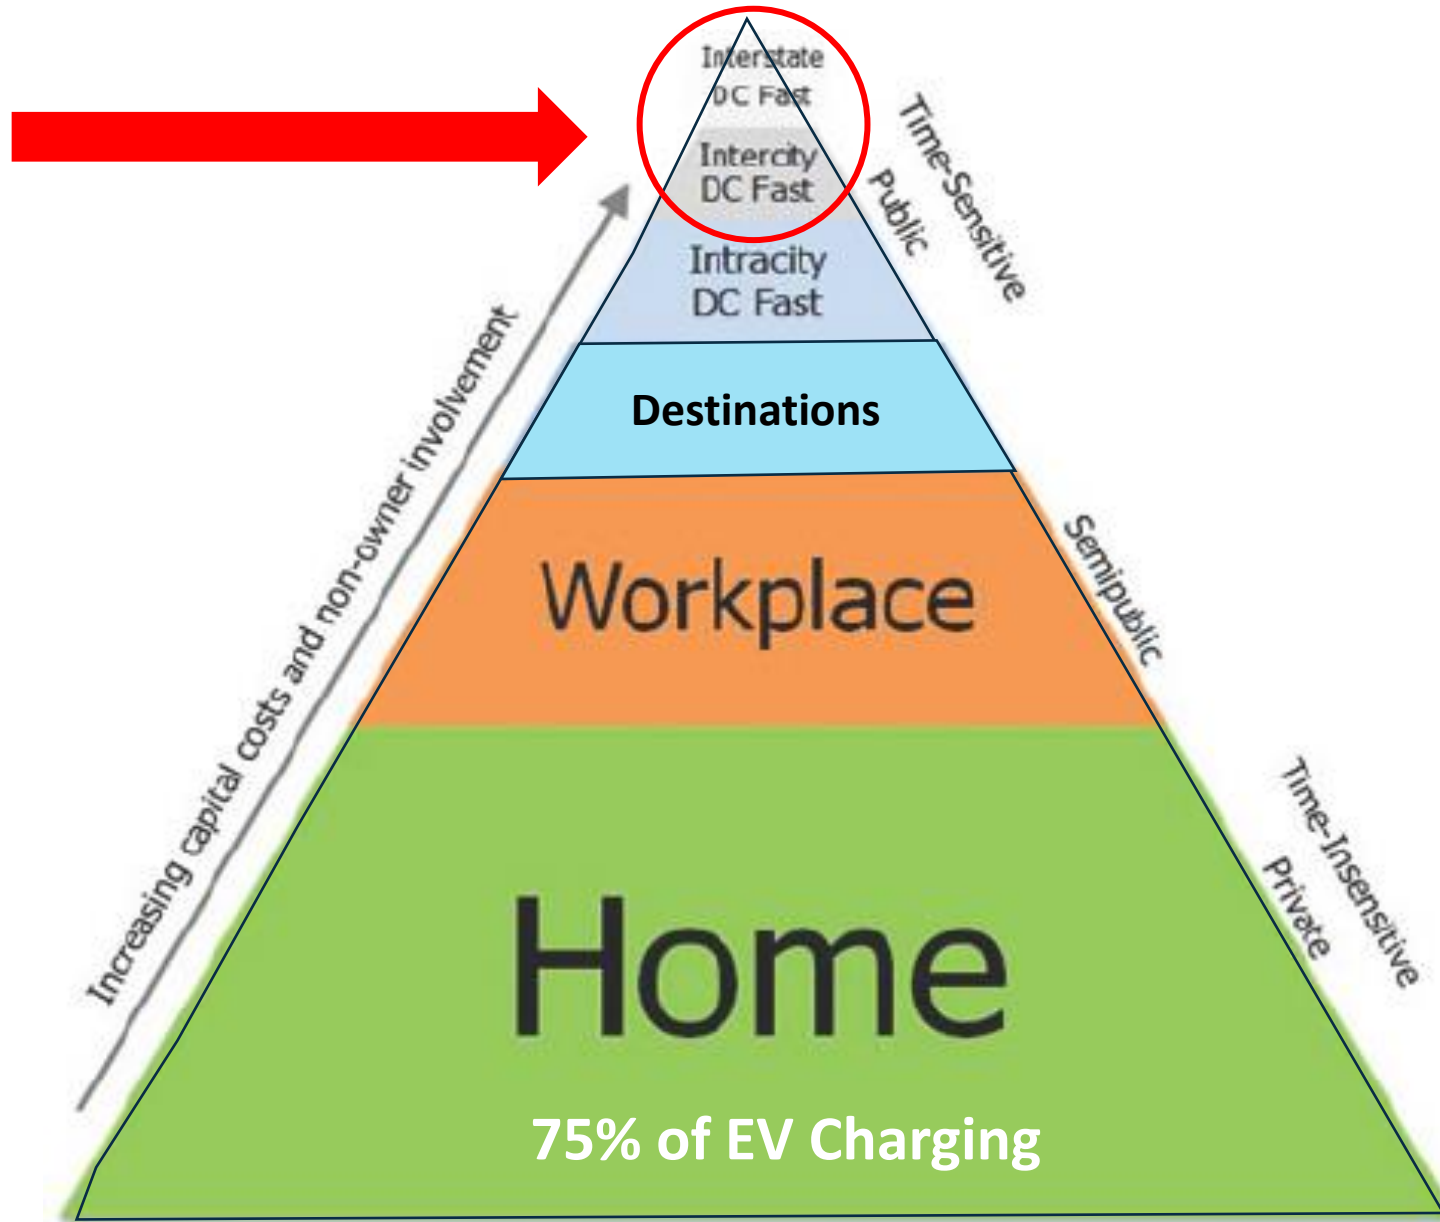 Interstate
DC Fast
Intercity
DC Fast
Intracity
DC Fast
Destinations
Workplace
Home
75% of EV Charging
Increasing capital costs and non-owner involvement
Time-Sensitive
Public
Semipublic
Time-Insensitive
Private